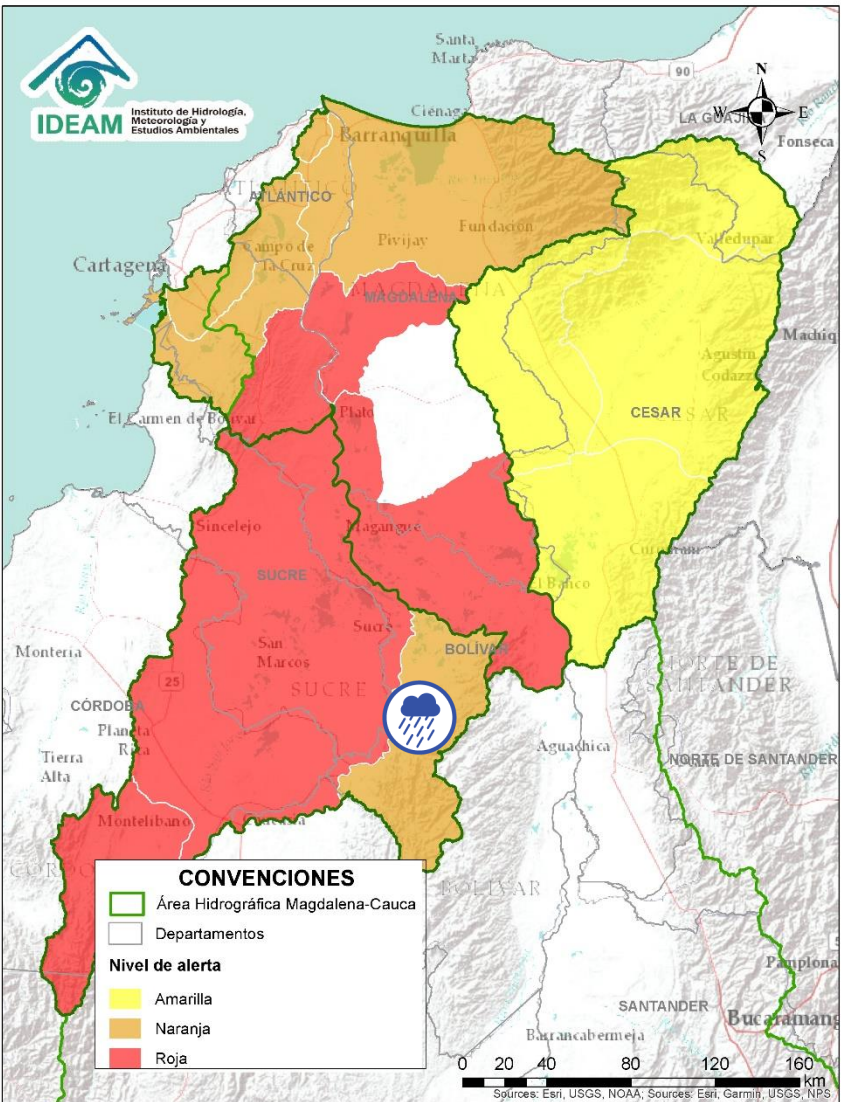 Santa
Marta
90
N
W
E
S
IDEAM
Instituto de Hidrología,
Meteorología y
Estudios Ambientales
Ciénaga
LA GUAJI
Fonseca
Barranquilla
ATLÁNTICO
Valledupar
Pivijay
Fundación
Campo de
la Cruz
Cartagena
MAGDALENA
Machiq
Agustín
Codazzi
CESAR
CESAR
El Carmen de Bolívar
Plato
Sincelejo
Magangué
Curumaní
El Banco
SUCRE
Sucre
BOLÍVAR
Montería
San
Marcos
25
SUCRE
NORTE DE
SANTANDER
CÓRDOBA
Planeta
Rica
Tierra
Alta
Aguachica
NORTE DE SANTANDER
Montelíbano
Caucasia
BOLÍVAR
CONVENCIONES
Área Hidrográfica Magdalena-Cauca
Departamentos
Nivel de alerta
Amarilla
Naranja
Roja
Pamplona
SANTANDER
Bucaramang
Barrancabermeja
0 20 40 80 120 160
km
Sources: Esri, USGS, NOAA; Sources: Esri, Garmin, USGS, NPS